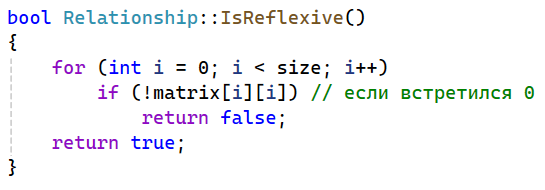 bool Relationship::IsReflexive()
{
    for (int i = 0; i < size; i++)
        if (!matrix[i][i]) // если встретился 0
            return false;
    return true;
}